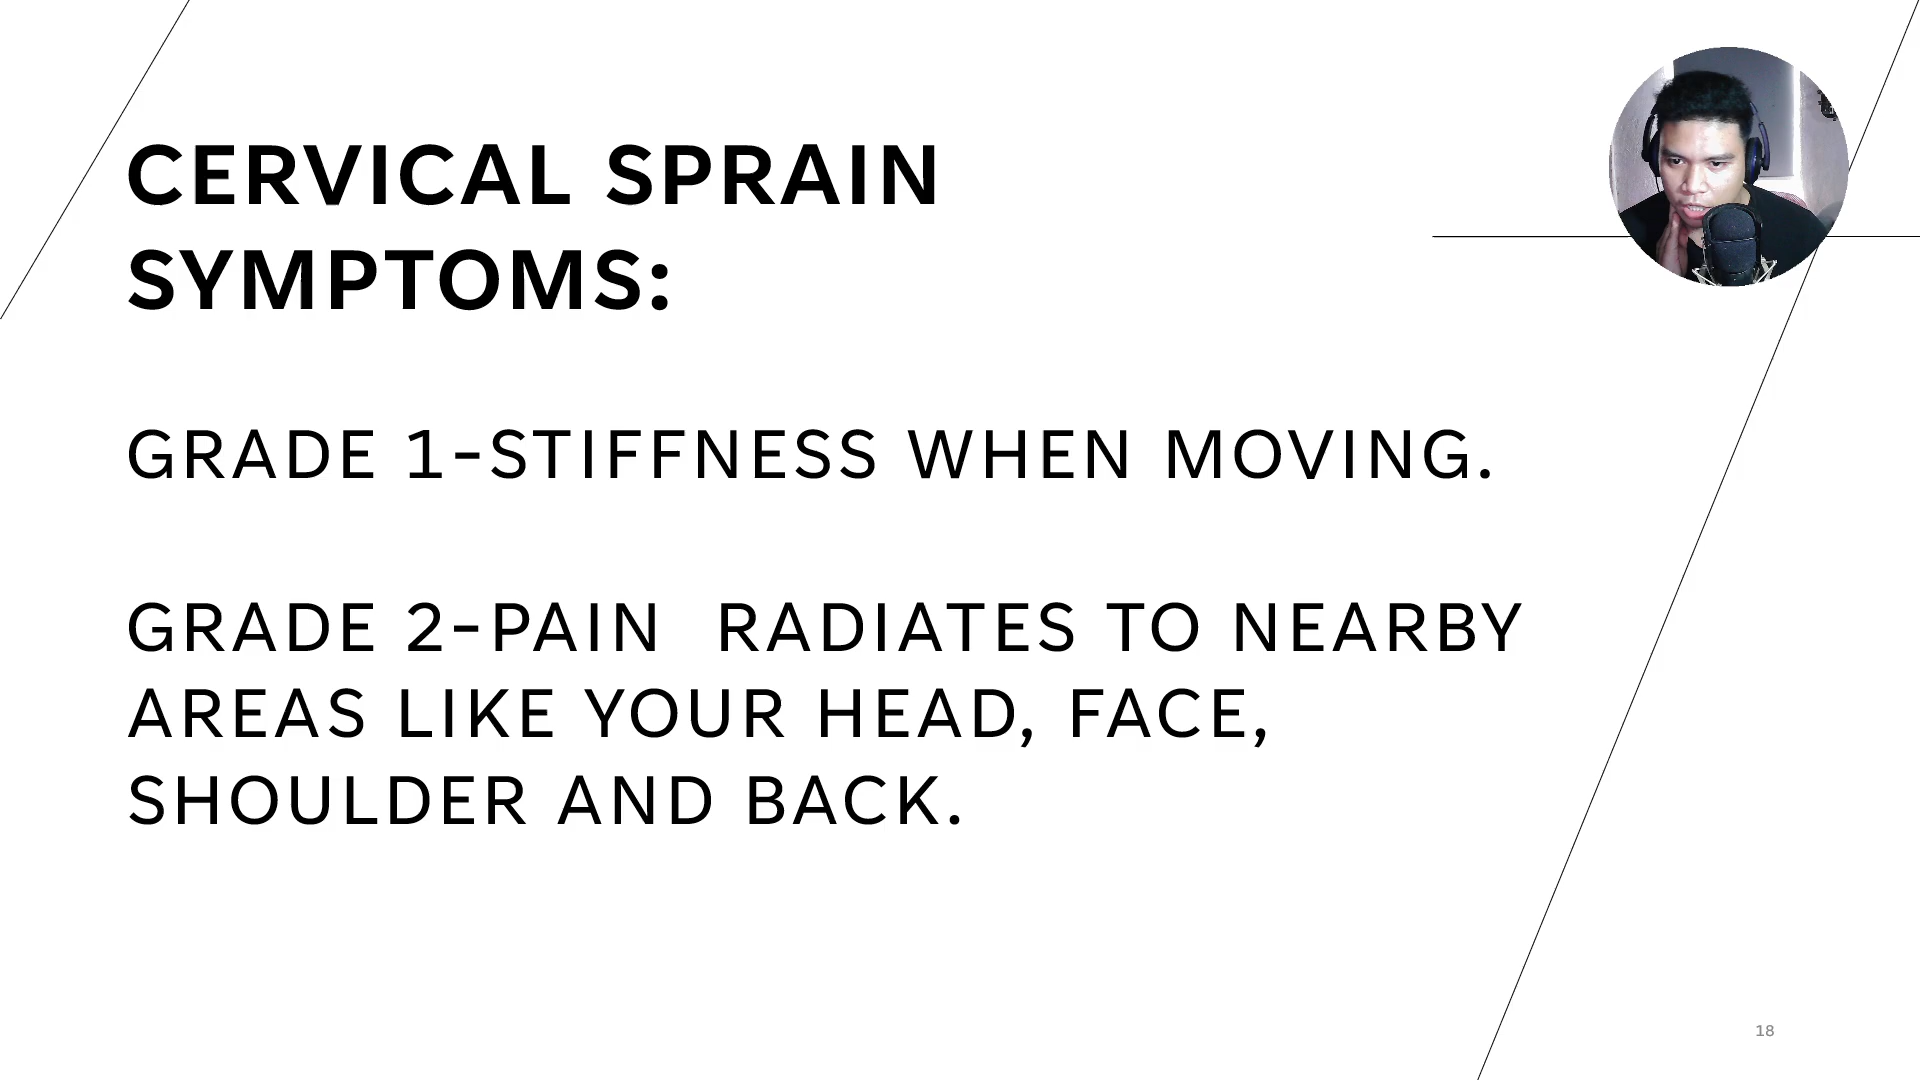 CERVICAL SPRAIN
SYMPTOMS:
GRADE 1-STIFFNESS WHEN MOVING.
GRADE 2-PAIN  RADIATES TO NEARBY
AREAS LIKE YOUR HEAD, FACE,
SHOULDER AND BACK.
18